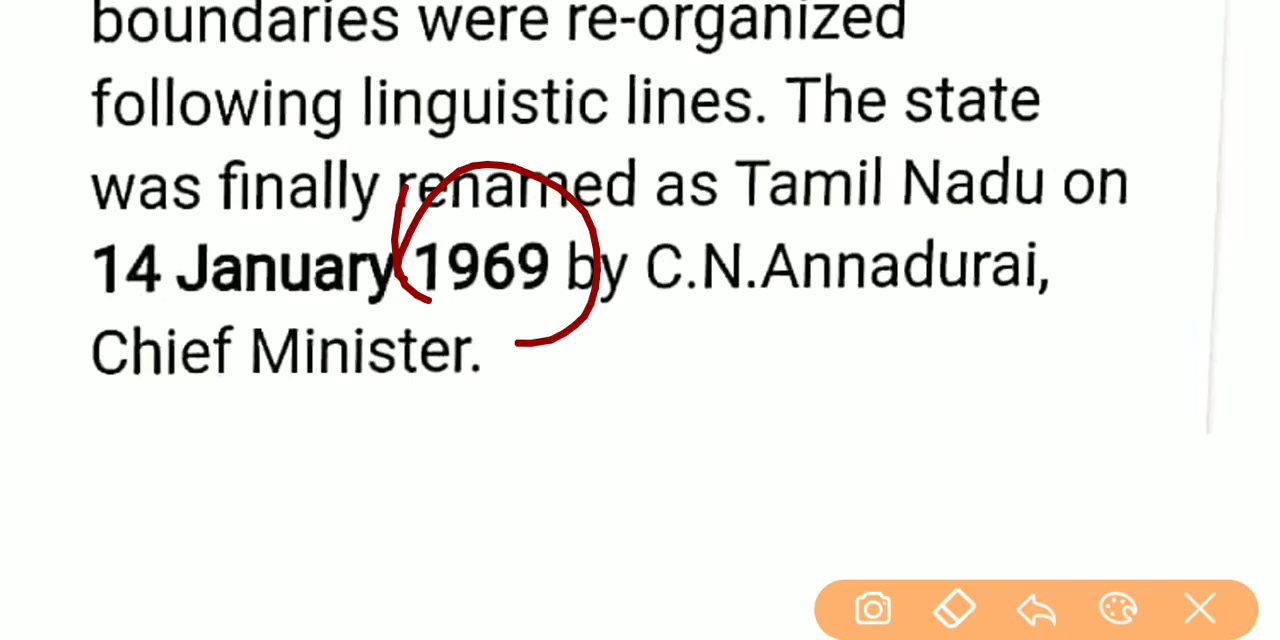 boundaries were re-organized
following linguistic lines. The state
was finally renamed as Tamil Nadu on
14 January 1969 by C.N.Annadurai,
Chief Minister.